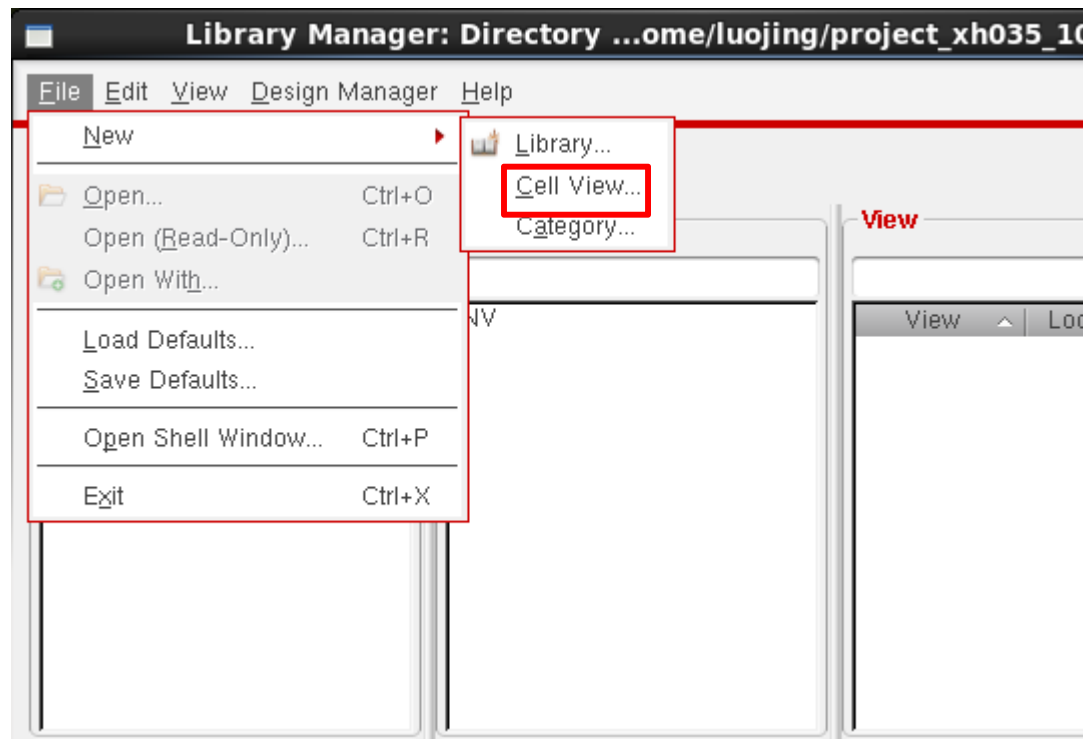 Library Manager: Directory ...ome/luojing/project_xh035_10
File Edit View Design Manager Help
New
Library...
Cell View...
Category...
Open... Ctrl+O
Open (Read-Only)... Ctrl+R
Open With...
Load Defaults...
Save Defaults...
Open Shell Window... Ctrl+P
Exit Ctrl+X
View
View Loc